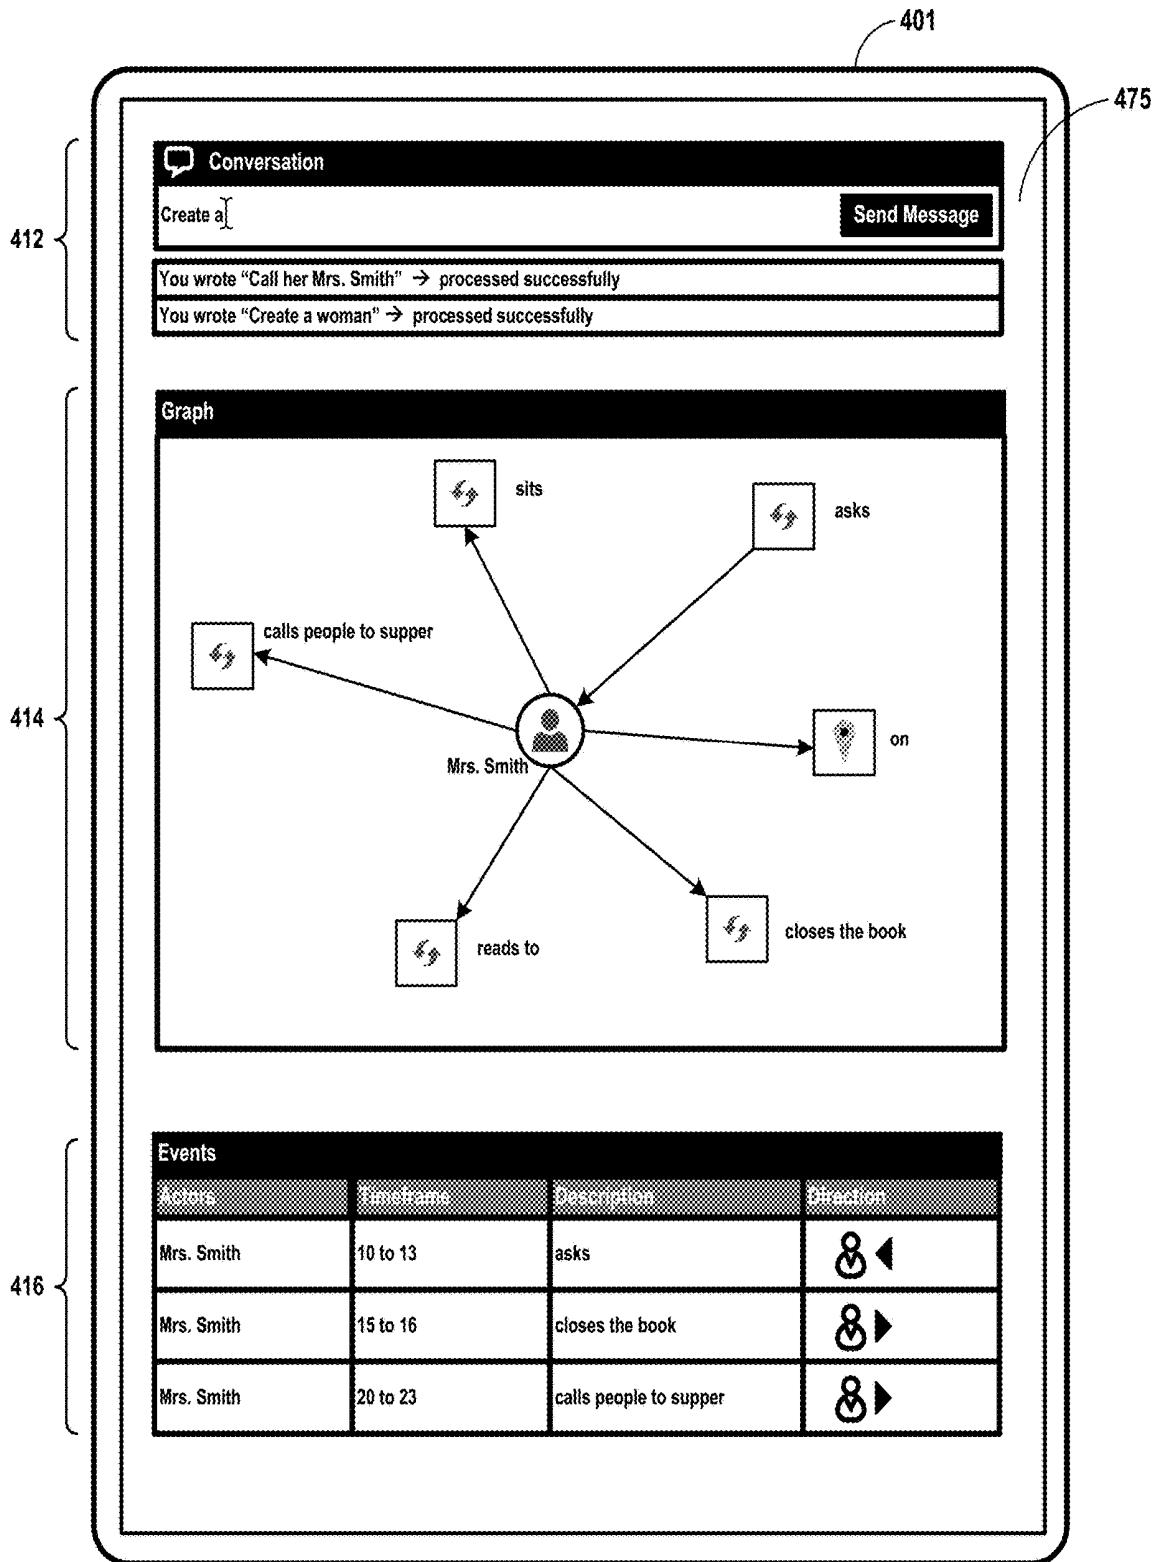 401
475
Conversation
412
Create a
Send Message
You wrote “Call her Mrs. Smith” → processed successfully
You wrote “Create a woman” → processed successfully
414
Graph
sits
asks
calls people to supper
on
Mrs. Smith
reads to
closes the book
416
Events
Actors Timeframe Description Direction
Mrs. Smith 10 to 13 asks
Mrs. Smith 15 to 16 closes the book
Mrs. Smith 20 to 23 calls people to supper